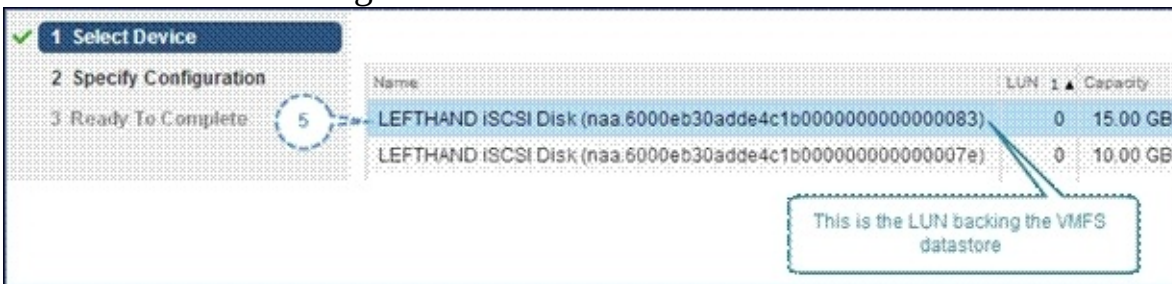 1 Select Device
2 Specify Configuration
3 Ready To Complete
5
Name LUN 1 ▲ Capacity
LEFTHAND iSCSI Disk (naa.6000eb30adde4c1b0000000000000083) 0 15.00 GB
LEFTHAND iSCSI Disk (naa.6000eb30adde4c1b000000000000007e) 0 10.00 GB
This is the LUN backing the VMFS
datastore